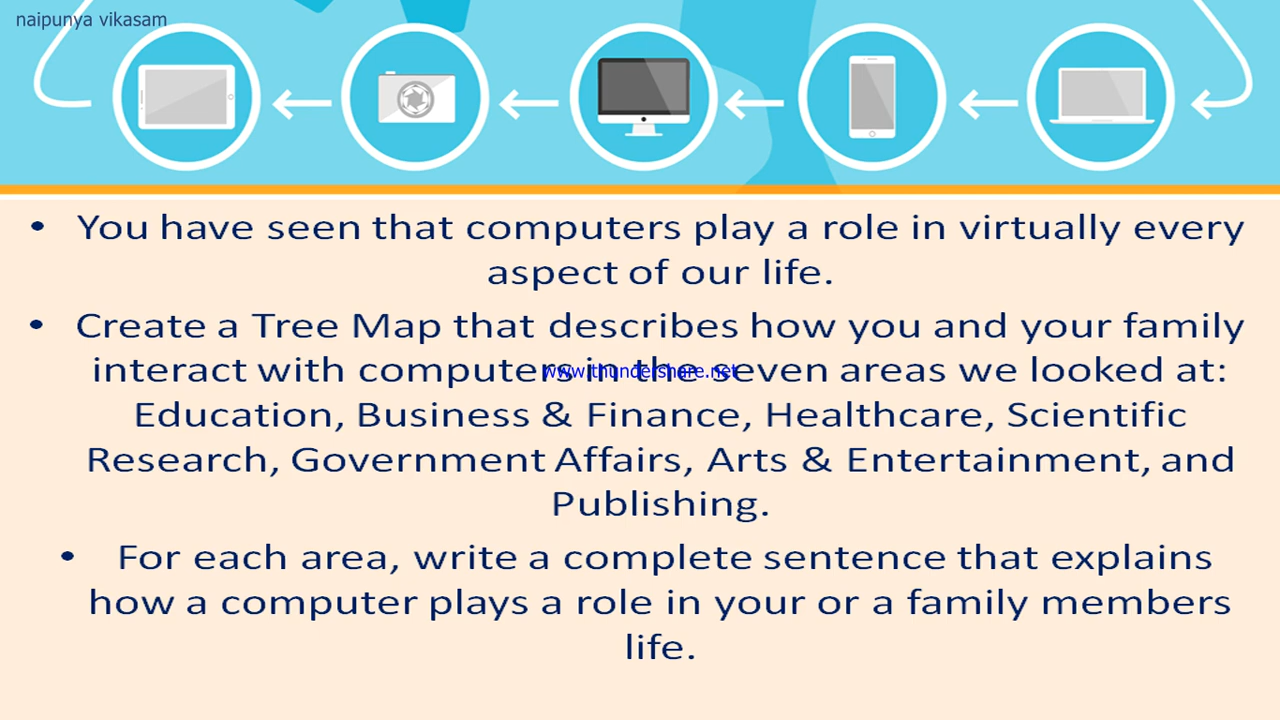 naipunya vikasam
• You have seen that computers play a role in virtually every
aspect of our life.
• Create a Tree Map that describes how you and your family
interact with computers in the seven areas we looked at:
www.thundershare.net
Education, Business & Finance, Healthcare, Scientific
Research, Government Affairs, Arts & Entertainment, and
Publishing.
• For each area, write a complete sentence that explains
how a computer plays a role in your or a family members
life.